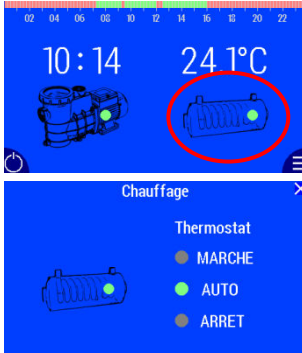 02 04 06 08 10 12 14 16 18 20 22
10:14 24.1°C
Chauffage X
Thermostat
MARCHE
AUTO
ARRET